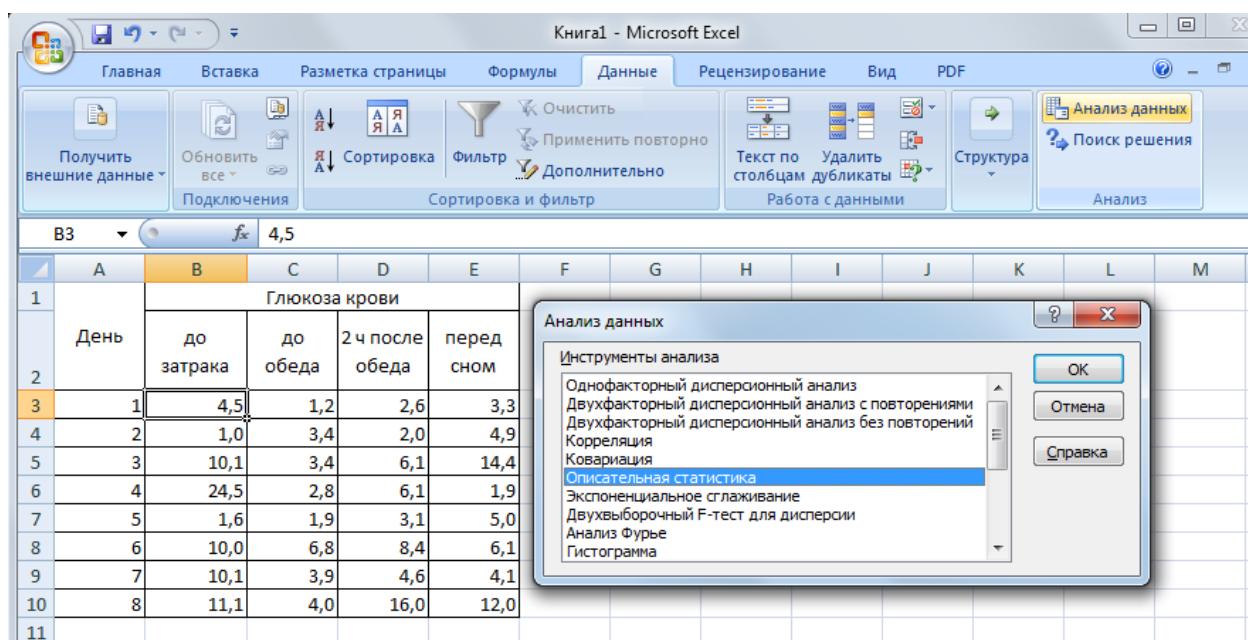 Книга1 - Microsoft Excel
Главная Вставка Разметка страницы Формулы Данные Рецензирование Вид PDF
Получить внешние данные
Обновить все
Подключения
Сортировка
Фильтр
Очистить
Применить повторно
Дополнительно
Сортировка и фильтр
Текст по столбцам
Удалить дубликаты
Работа с данными
Структура
Анализ данных
Поиск решения
Анализ
B3 fx 4,5
A B C D E F G H I J K L M
1 Глюкоза крови
2 День до затрака до обеда 2 ч после обеда перед сном
3 1 4,5 1,2 2,6 3,3
4 2 1,0 3,4 2,0 4,9
5 3 10,1 3,4 6,1 14,4
6 4 24,5 2,8 6,1 1,9
7 5 1,6 1,9 3,1 5,0
8 6 10,0 6,8 8,4 6,1
9 7 10,1 3,9 4,6 4,1
10 8 11,1 4,0 16,0 12,0
11
Анализ данных
Инструменты анализа
Однофакторный дисперсионный анализ
Двухфакторный дисперсионный анализ с повторениями
Двухфакторный дисперсионный анализ без повторений
Корреляция
Ковариация
Описательная статистика
Экспоненциальное сглаживание
Двухвыборочный F-тест для дисперсии
Анализ Фурье
Гистограмма
ОК
Отмена
Справка